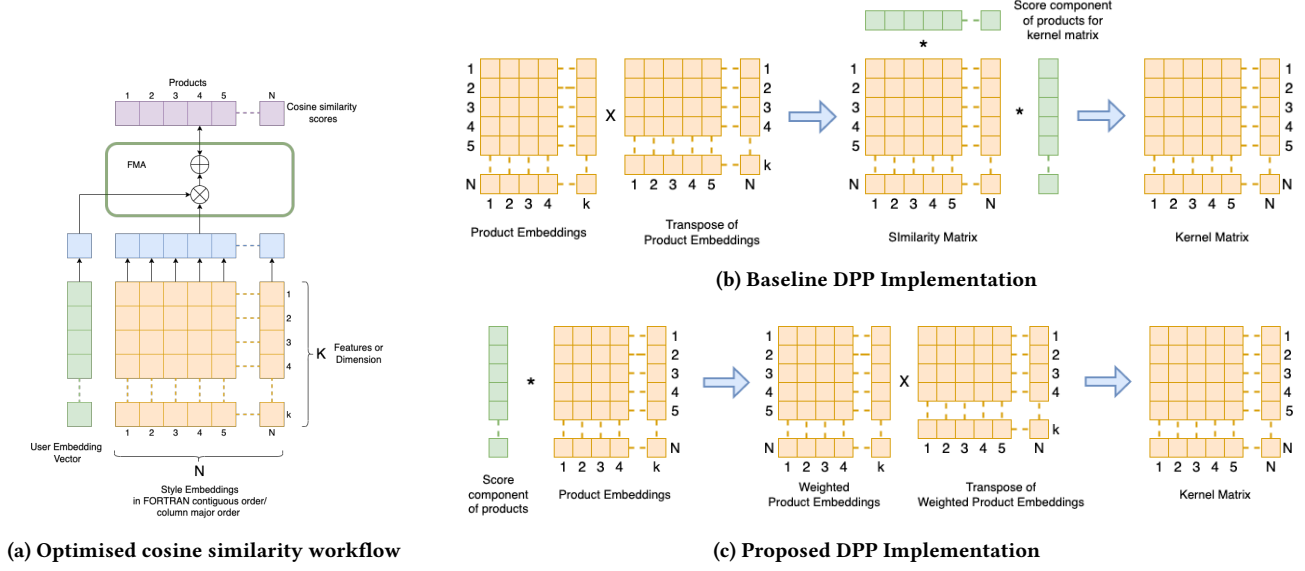 Products
1 2 3 4 5 N
Cosine similarity
scores
FMA
1
2
3
4
k
K
Features or
Dimension
1 2 3 4 5 N
User Embedding
Vector
N
Style Embeddings
in FORTRAN contiguous order/
column major order
(a) Optimised cosine similarity workflow
Score component
of products for
kernel matrix
*
1
2
3
4
5
N
1 2 3 4 k
Product Embeddings
X
1
2
3
4
k
1 2 3 4 5 N
Transpose of
Product Embeddings
1
2
3
4
5
N
1 2 3 4 5 N
SImilarity Matrix
*
1
2
3
4
5
N
1 2 3 4 5 N
Kernel Matrix
(b) Baseline DPP Implementation
Score
component
of products
*
1
2
3
4
5
N
1 2 3 4 k
Product Embeddings
1
2
3
4
5
N
1 2 3 4 k
Weighted
Product Embeddings
X
1
2
3
4
k
1 2 3 4 5 N
Transpose of
Weighted Product Embeddings
1
2
3
4
5
N
1 2 3 4 5 N
Kernel Matrix
(c) Proposed DPP Implementation